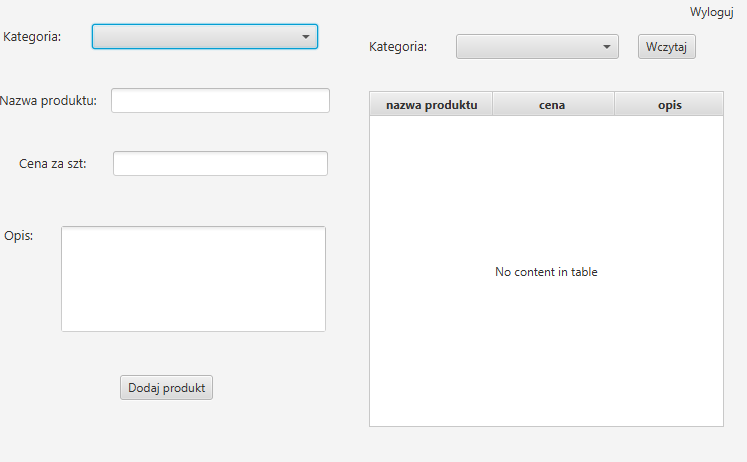 Wyloguj
Kategoria:
Nazwa produktu:
Cena za szt:
Opis:
Dodaj produkt
Kategoria:
Wczytaj
nazwa produktu cena opis
No content in table